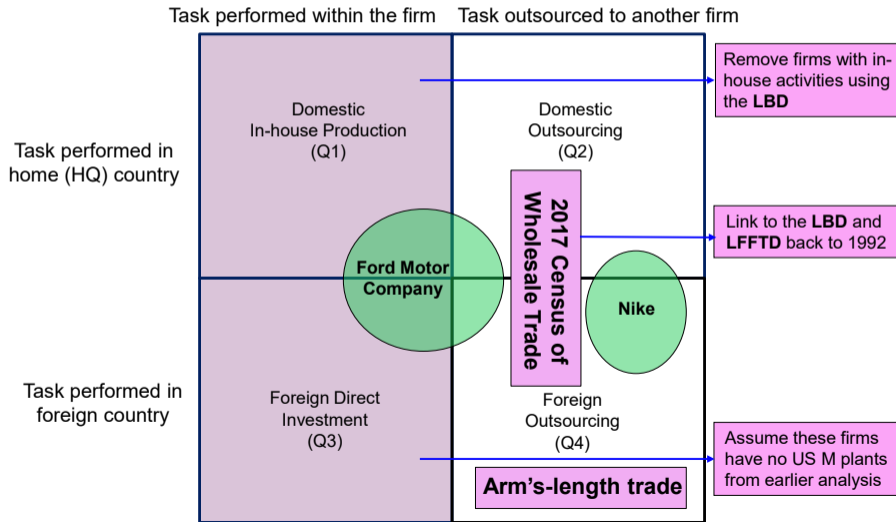 Task performed within the firm
Task outsourced to another firm
Remove firms with in-
house activities using
the LBD
Domestic
In-house Production
(Q1)
Domestic
Outsourcing
(Q2)
Task performed in
home (HQ) country
2017 Census of
Wholesale Trade
Link to the LBD and
LFFTD back to 1992
Ford Motor
Company
Nike
Task performed in
foreign country
Foreign Direct
Investment
(Q3)
Foreign
Outsourcing
(Q4)
Assume these firms
have no US M plants
from earlier analysis
Arm's-length trade